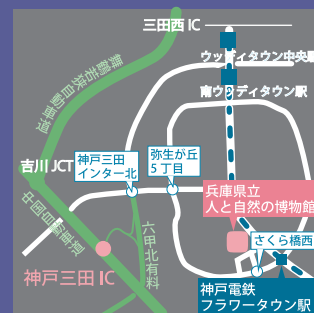 三田西 IC
ウッディタウン中央駅
舞鶴若狭自動車道
南ウッディタウン駅
吉川 JCT
神戸三田
インター北
弥生が丘
5 丁目
中国自動車道
兵庫県立
人と自然の博物館
六甲北有料
さくら橋西
神戸三田 IC
神戸電鉄
フラワータウン駅